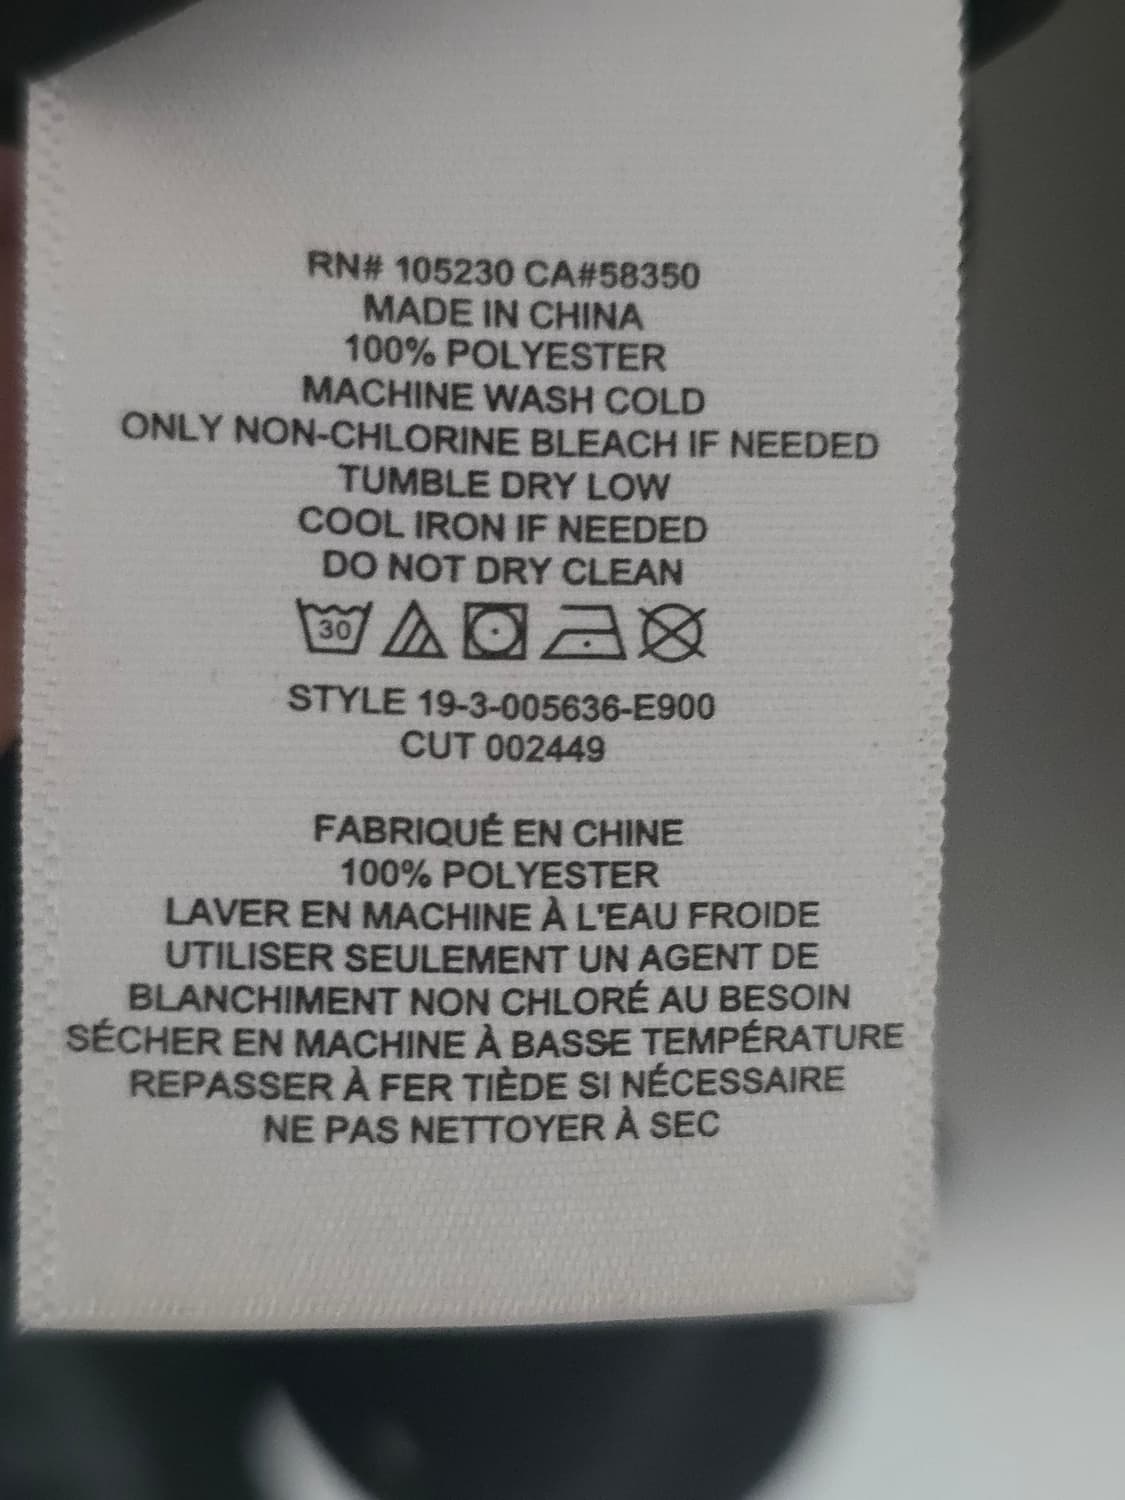 RN# 105230 CA#58350
MADE IN CHINA
100% POLYESTER
MACHINE WASH COLD
ONLY NON-CHLORINE BLEACH IF NEEDED
TUMBLE DRY LOW
COOL IRON IF NEEDED
DO NOT DRY CLEAN
30
STYLE 19-3-005636-E900
CUT 002449
FABRIQUÉ EN CHINE
100% POLYESTER
LAVER EN MACHINE À L'EAU FROIDE
UTILISER SEULEMENT UN AGENT DE
BLANCHIMENT NON CHLORÉ AU BESOIN
SÉCHER EN MACHINE À BASSE TEMPÉRATURE
REPASSER À FER TIÈDE SI NÉCESSAIRE
NE PAS NETTOYER À SEC